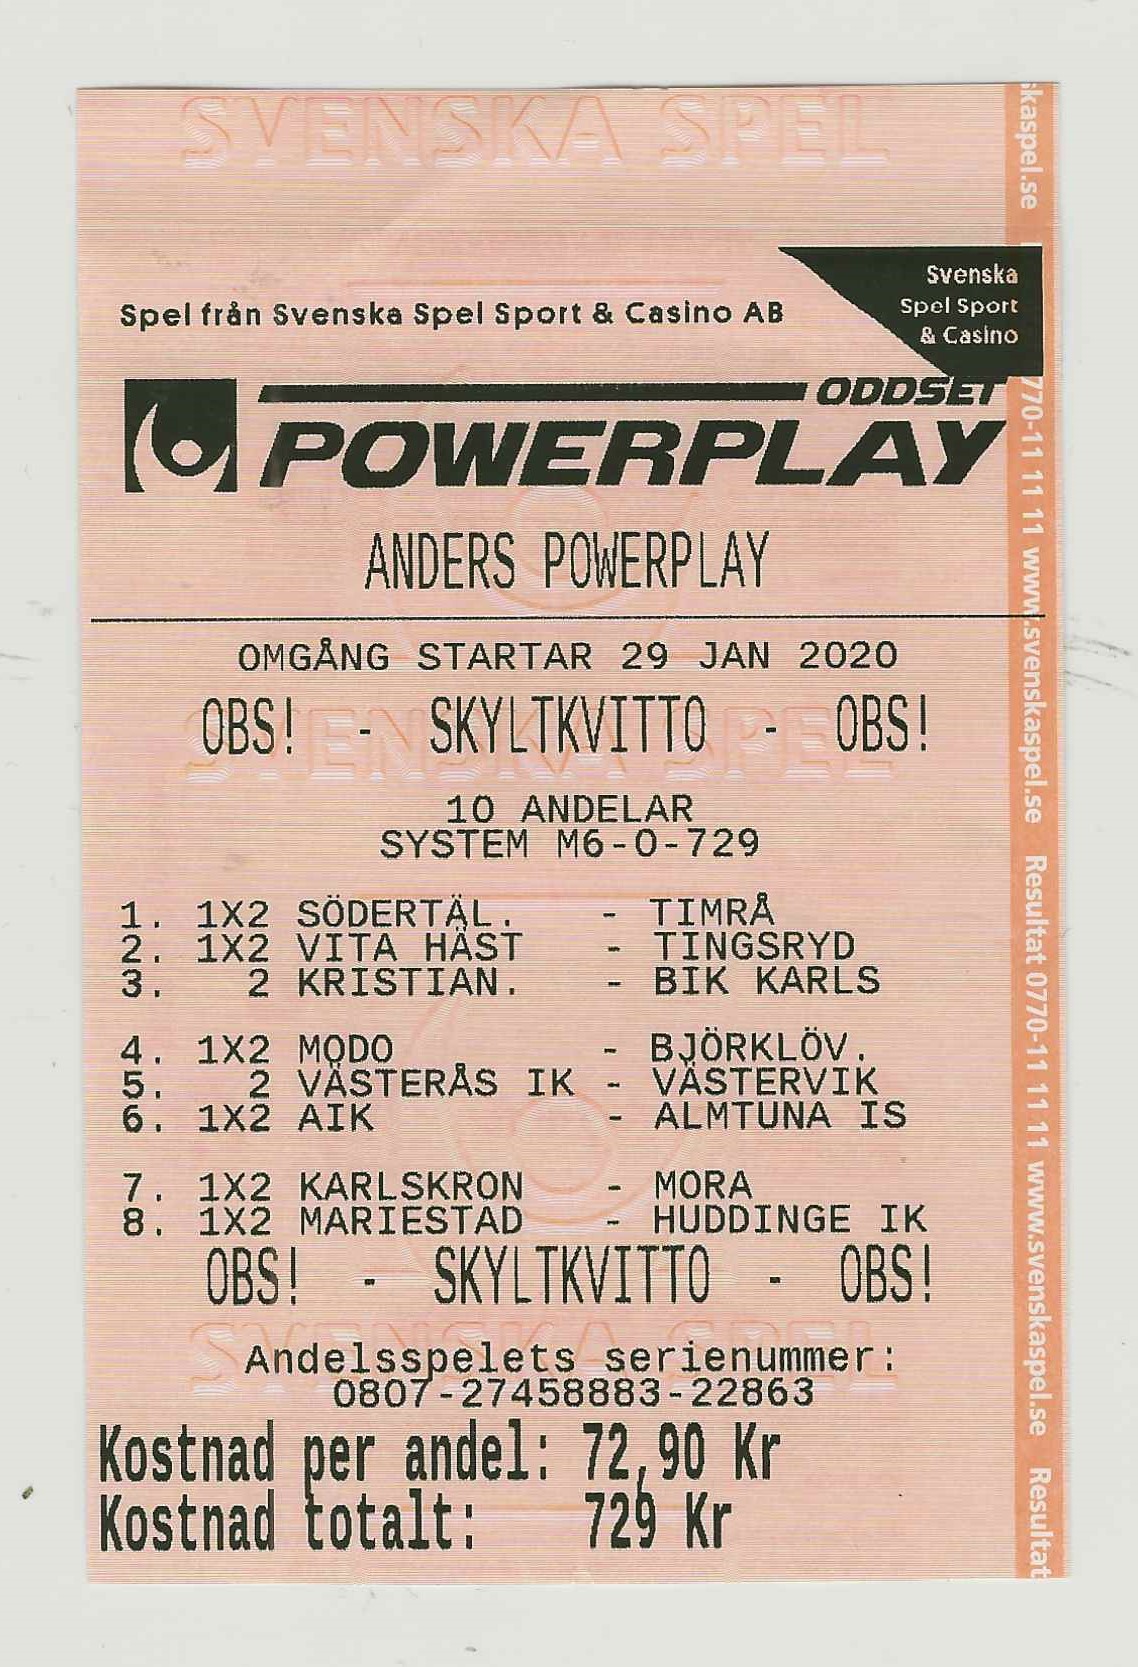 SVENSKA SPEL
Svenska
Spel Sport
& Casino
Spel från Svenska Spel Sport & Casino AB
ODDSET
POWERPLAY
ANDERS POWERPLAY
OMGÅNG STARTAR 29 JAN 2020
OBS! - SKYLTKVITTO - OBS!
SVENSKA SPEL
10 ANDELAR
SYSTEM M6-0-729
1. 1X2 SÖDERTÄL. - TIMRÅ
2. 1X2 VITA HÄST - TINGSRYD
3. 2 KRISTIAN. - BIK KARLS
4. 1X2 MODO - BJÖRKLÖV.
5. 2 VÄSTERÅS IK - VÄSTERVIK
6. 1X2 AIK - ALMTUNA IS
7. 1X2 KARLSKRON - MORA
8. 1X2 MARIESTAD - HUDDINGE IK
OBS! - SKYLTKVITTO - OBS!
SVENSKA SPEL
Andelsspelets serienummer:
0807-27458883-22863
Kostnad per andel: 72,90 Kr
Kostnad totalt: 729 Kr
skaspel.se 770-11 11 11 www.svenskaspel.se Resultat 0770-11 11 11 www.svenskaspel.se Resultat